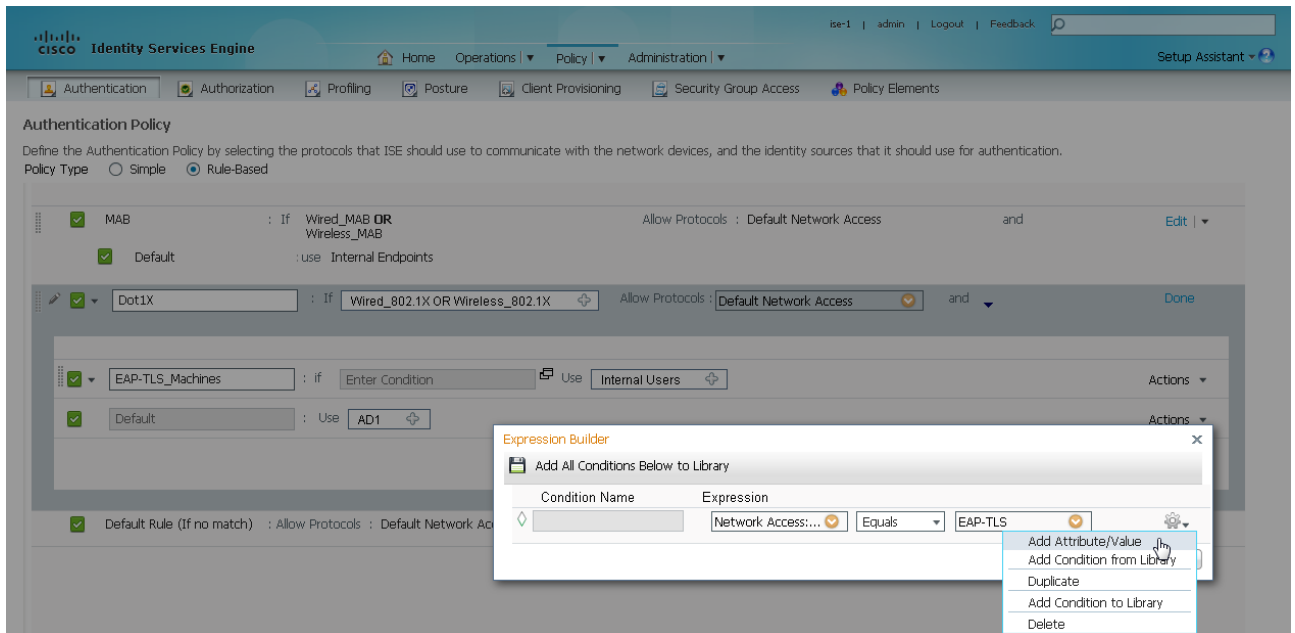 ise-1 | admin | Logout | Feedback
CISCO Identity Services Engine
Home Operations | Policy | Administration | Setup Assistant
Authentication Authorization Profiling Posture Client Provisioning Security Group Access Policy Elements
Authentication Policy
Define the Authentication Policy by selecting the protocols that ISE should use to communicate with the network devices, and the identity sources that it should use for authentication.
Policy Type Simple Rule-Based
MAB : If Wired_MAB OR Allow Protocols : Default Network Access and Edit |
Wireless_MAB
Default : use Internal Endpoints
Dot1X : If Wired_802.1X OR Wireless_802.1X Allow Protocols : Default Network Access and Done
EAP-TLS_Machines : if Enter Condition Use Internal Users Actions
Default : Use AD1 Actions
Expression Builder
Add All Conditions Below to Library
Condition Name Expression
Default Rule (If no match) : Allow Protocols : Default Network Ac
Network Access:... Equals EAP-TLS
Add Attribute/Value
Add Condition from Library
Duplicate
Add Condition to Library
Delete